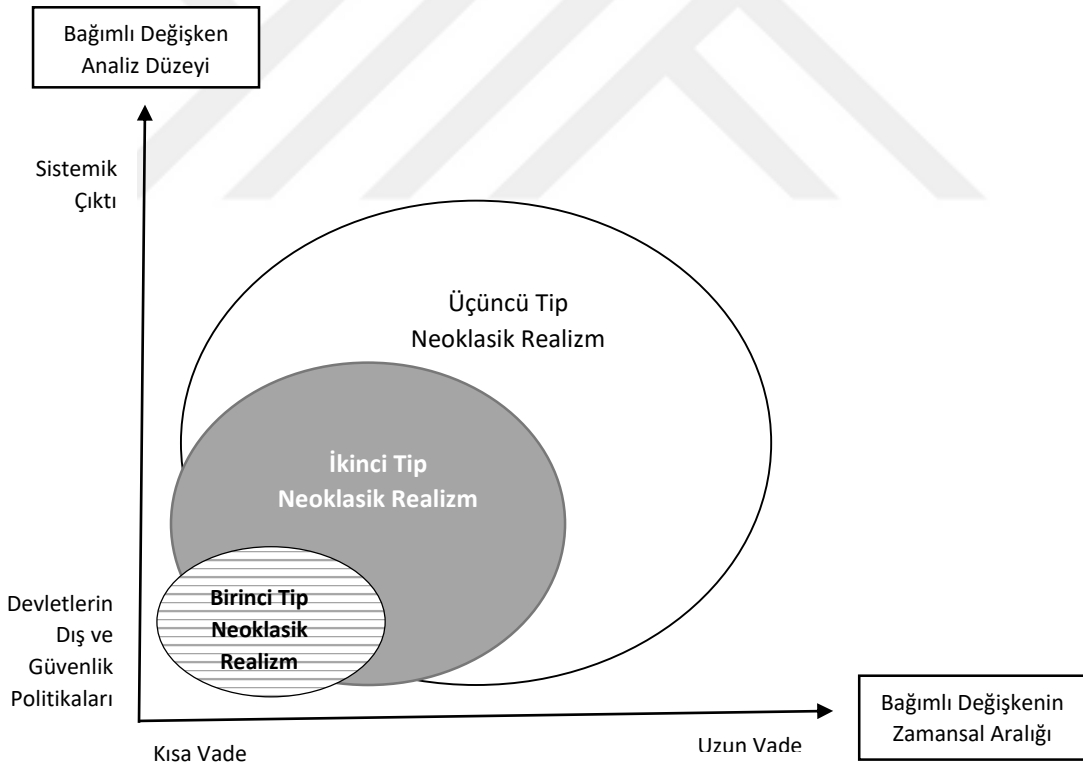 Bağımlı Değişken
Analiz Düzeyi
Sistemik
Çıktı
Üçüncü Tip
Neoklasik Realizm
İkinci Tip
Neoklasik Realizm
Birinci Tip
Neoklasik
Realizm
Devletlerin
Dış ve
Güvenlik
Politikaları
Kısa Vade
Uzun Vade
Bağımlı Değişkenin
Zamansal Aralığı